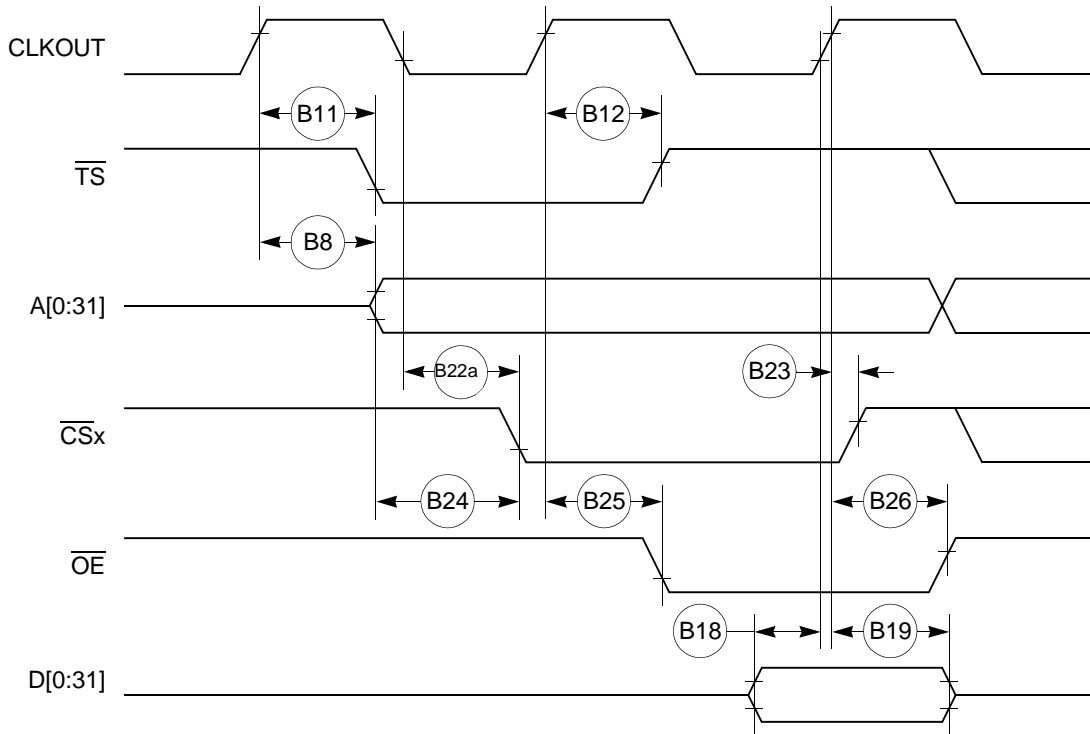 CLKOUT
B11
B12
TS
B8
A[0:31]
B22a
B23
CSx
B24
B25
B26
OE
B18
B19
D[0:31]